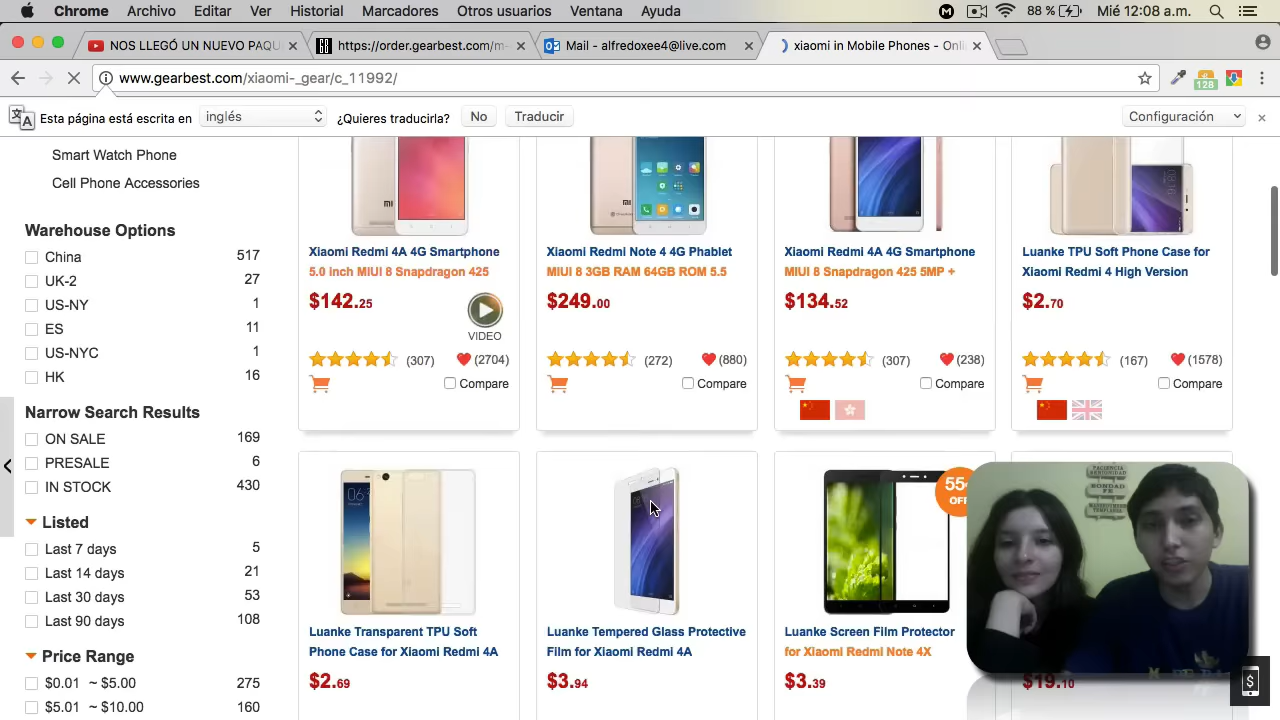 Chrome Archivo Editar Ver Historial Marcadores Otros usuarios Ventana Ayuda 88 % Mié 12:08 a.m.
NOS LLEGÓ UN NUEVO PAQU
https://order.gearbest.com/m-
Mail - alfredoxee4@live.com
xiaomi in Mobile Phones - Onli
www.gearbest.com/xiaomi-_gear/c_11992/
128
Esta página está escrita en inglés ¿Quieres traducirla? No Traducir Configuración
Smart Watch Phone
Cell Phone Accessories
Warehouse Options
China 517
UK-2 27
US-NY 1
ES 11
US-NYC 1
HK 16
Narrow Search Results
ON SALE 169
PRESALE 6
IN STOCK 430
Listed
Last 7 days 5
Last 14 days 21
Last 30 days 53
Last 90 days 108
Price Range
$0.01 ~ $5.00 275
$5.01 ~ $10.00 160
Xiaomi Redmi 4A 4G Smartphone
5.0 inch MIUI 8 Snapdragon 425
$142.25
VIDEO
(307) (2704)
Compare
Xiaomi Redmi Note 4 4G Phablet
MIUI 8 3GB RAM 64GB ROM 5.5
$249.00
(272) (880)
Compare
Xiaomi Redmi 4A 4G Smartphone
MIUI 8 Snapdragon 425 5MP +
$134.52
(307) (238)
Compare
Luanke TPU Soft Phone Case for
Xiaomi Redmi 4 High Version
$2.70
(167) (1578)
Compare
Luanke Transparent TPU Soft
Phone Case for Xiaomi Redmi 4A
$2.69
Luanke Tempered Glass Protective
Film for Xiaomi Redmi 4A
$3.94
55
OFF
Luanke Screen Film Protector
for Xiaomi Redmi Note 4X
$3.39
$19.10
PACIENCIA
BENIGNIDAD
BONDAD
FE
MANSEDUMBRE
TEMPLANZA